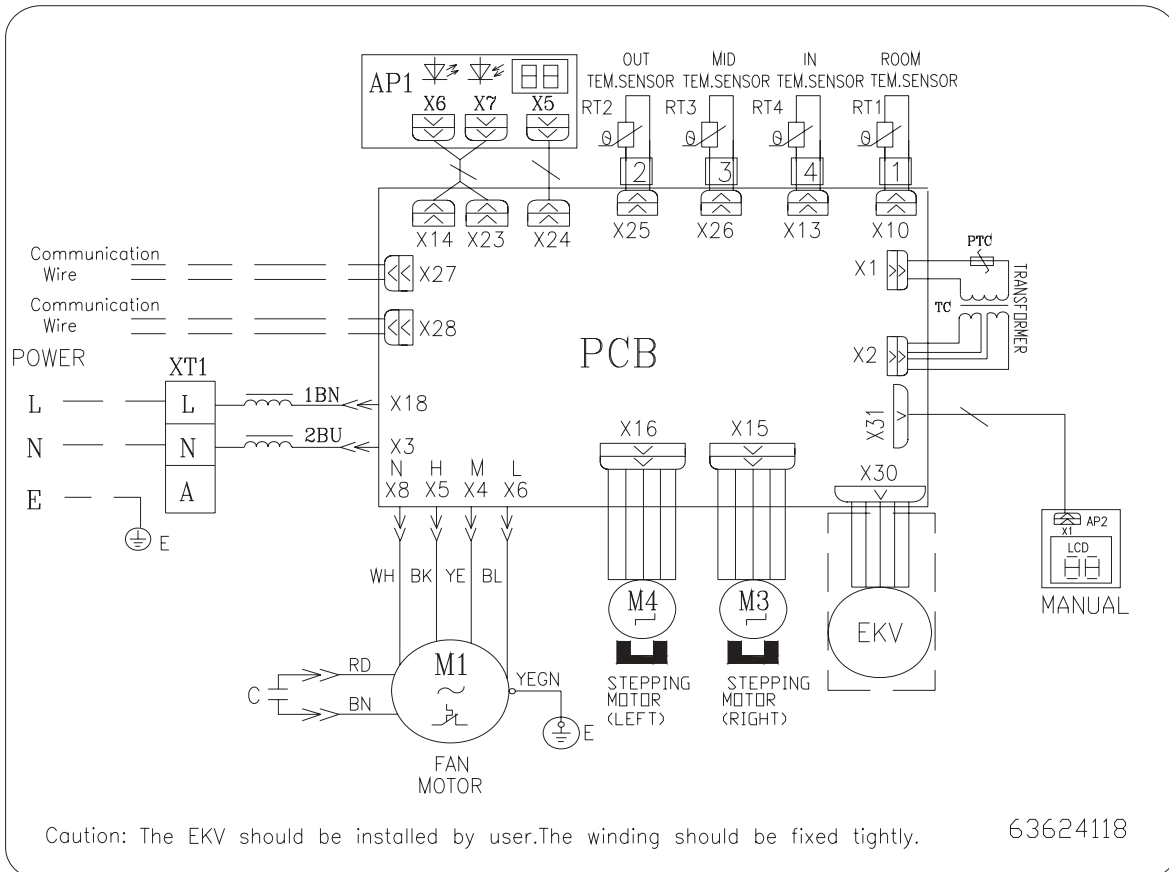 OUT MID IN ROOM
TEM.SENSOR TEM.SENSOR TEM.SENSOR TEM.SENSOR
AP1
X6 X7 X5
RT2 RT3 RT4 RT1
θ θ θ θ
2 3 4 1
X14 X23 X24 X25 X26 X13 X10
Communication
Wire
X27
X1
PTC
TC
TRANSFORMER
Communication
Wire
X28
X2
PCB
POWER
XT1
L L 1BN X18
N N 2BU X3
A
E
E
X31
N H M L
X8 X5 X4 X6
X16 X15
X30
WH BK YE BL
AP2
X1
LCD
88
MANUAL
M4 M3
EKV
STEPPING
MOTOR
(LEFT)
STEPPING
MOTOR
(RIGHT)
C
RD
BN
M1
~
YEGN
E
FAN
MOTOR
Caution: The EKV should be installed by user.The winding should be fixed tightly.
63624118